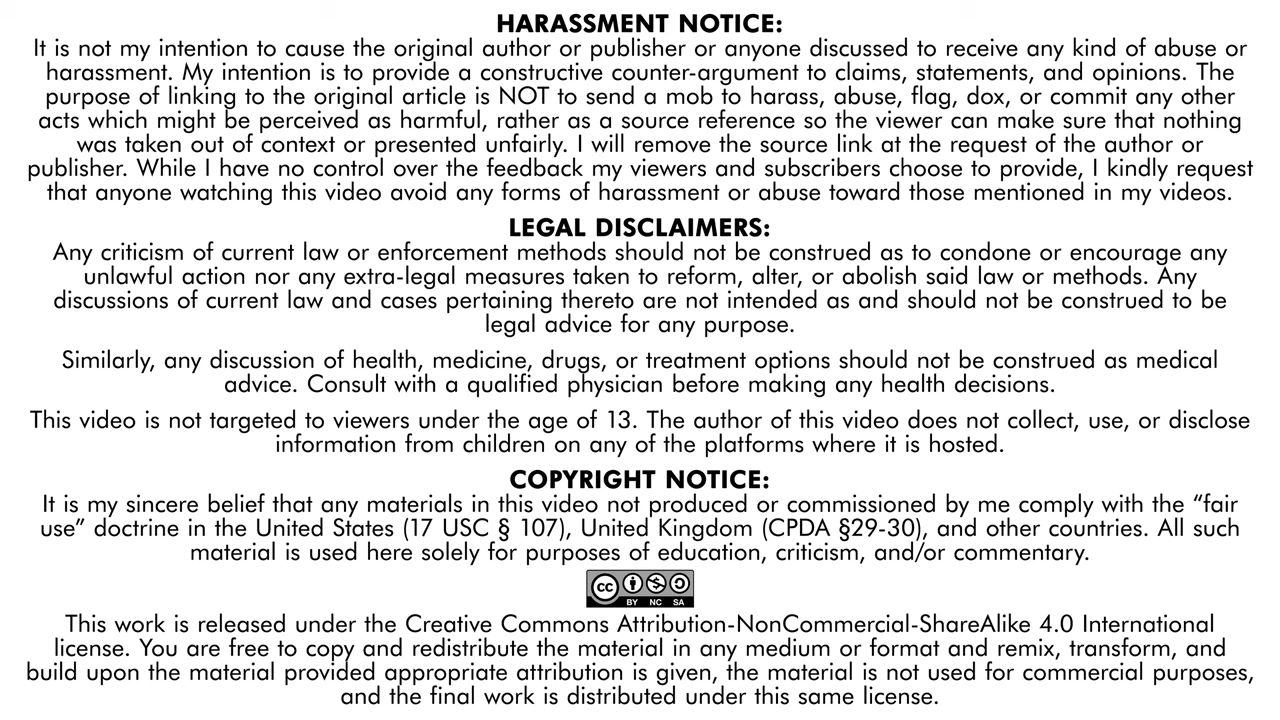 HARASSMENT NOTICE:
It is not my intention to cause the original author or publisher or anyone discussed to receive any kind of abuse or
harassment. My intention is to provide a constructive counter-argument to claims, statements, and opinions. The
purpose of linking to the original article is NOT to send a mob to harass, abuse, flag, dox, or commit any other
acts which might be perceived as harmful, rather as a source reference so the viewer can make sure that nothing
was taken out of context or presented unfairly. I will remove the source link at the request of the author or
publisher. While I have no control over the feedback my viewers and subscribers choose to provide, I kindly request
that anyone watching this video avoid any forms of harassment or abuse toward those mentioned in my videos.
LEGAL DISCLAIMERS:
Any criticism of current law or enforcement methods should not be construed as to condone or encourage any
unlawful action nor any extra-legal measures taken to reform, alter, or abolish said law or methods. Any
discussions of current law and cases pertaining thereto are not intended as and should not be construed to be
legal advice for any purpose.
Similarly, any discussion of health, medicine, drugs, or treatment options should not be construed as medical
advice. Consult with a qualified physician before making any health decisions.
This video is not targeted to viewers under the age of 13. The author of this video does not collect, use, or disclose
information from children on any of the platforms where it is hosted.
COPYRIGHT NOTICE:
It is my sincere belief that any materials in this video not produced or commissioned by me comply with the “fair
use” doctrine in the United States (17 USC § 107), United Kingdom (CPDA §29-30), and other countries. All such
material is used here solely for purposes of education, criticism, and/or commentary.
cc
BY NC SA
This work is released under the Creative Commons Attribution-NonCommercial-ShareAlike 4.0 International
license. You are free to copy and redistribute the material in any medium or format and remix, transform, and
build upon the material provided appropriate attribution is given, the material is not used for commercial purposes,
and the final work is distributed under this same license.